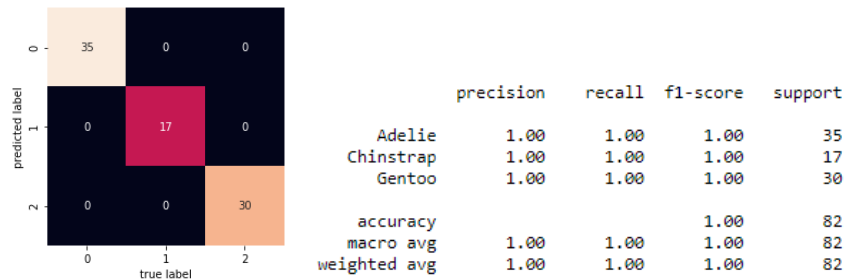 predicted label
0 35 0 0
1 0 17 0
2 0 0 30
0 1 2
true label
precision recall f1-score support
Adelie 1.00 1.00 1.00 35
Chinstrap 1.00 1.00 1.00 17
Gentoo 1.00 1.00 1.00 30
accuracy 1.00 82
macro avg 1.00 1.00 1.00 82
weighted avg 1.00 1.00 1.00 82